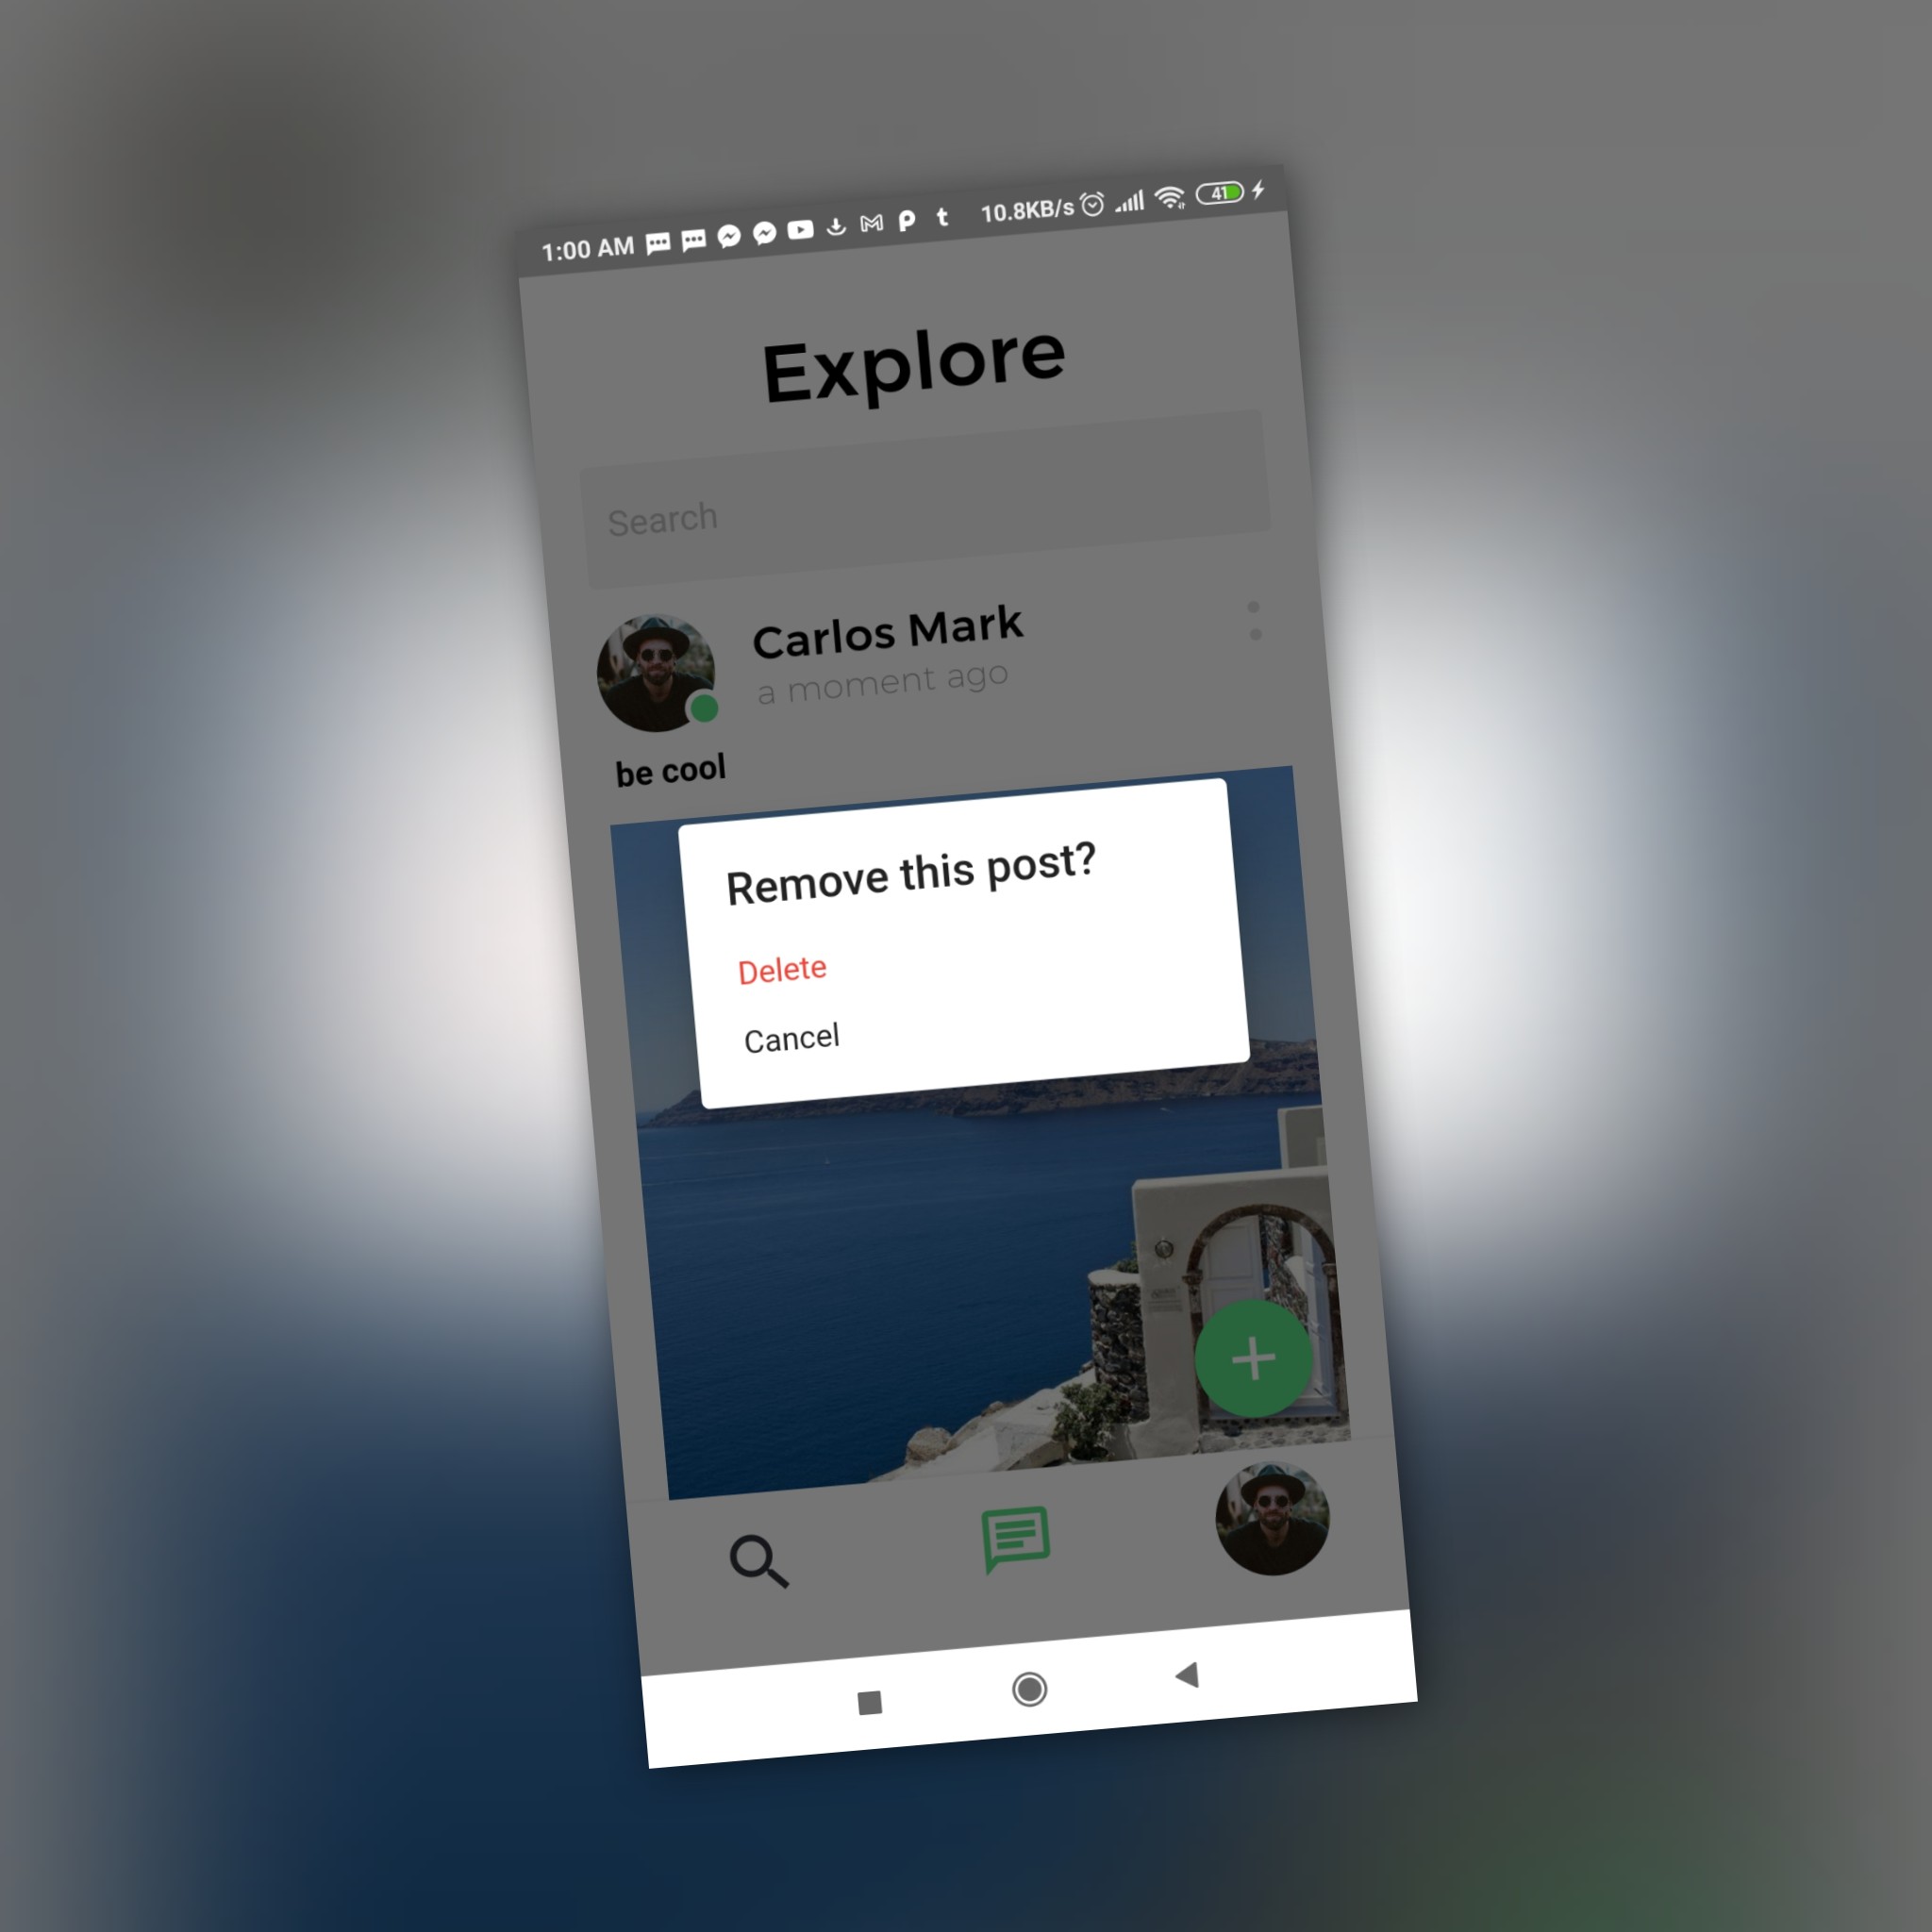 1:00 AM 10.8KB/s 41
Explore
Search
Carlos Mark
a moment ago
be cool
Remove this post?
Delete
Cancel